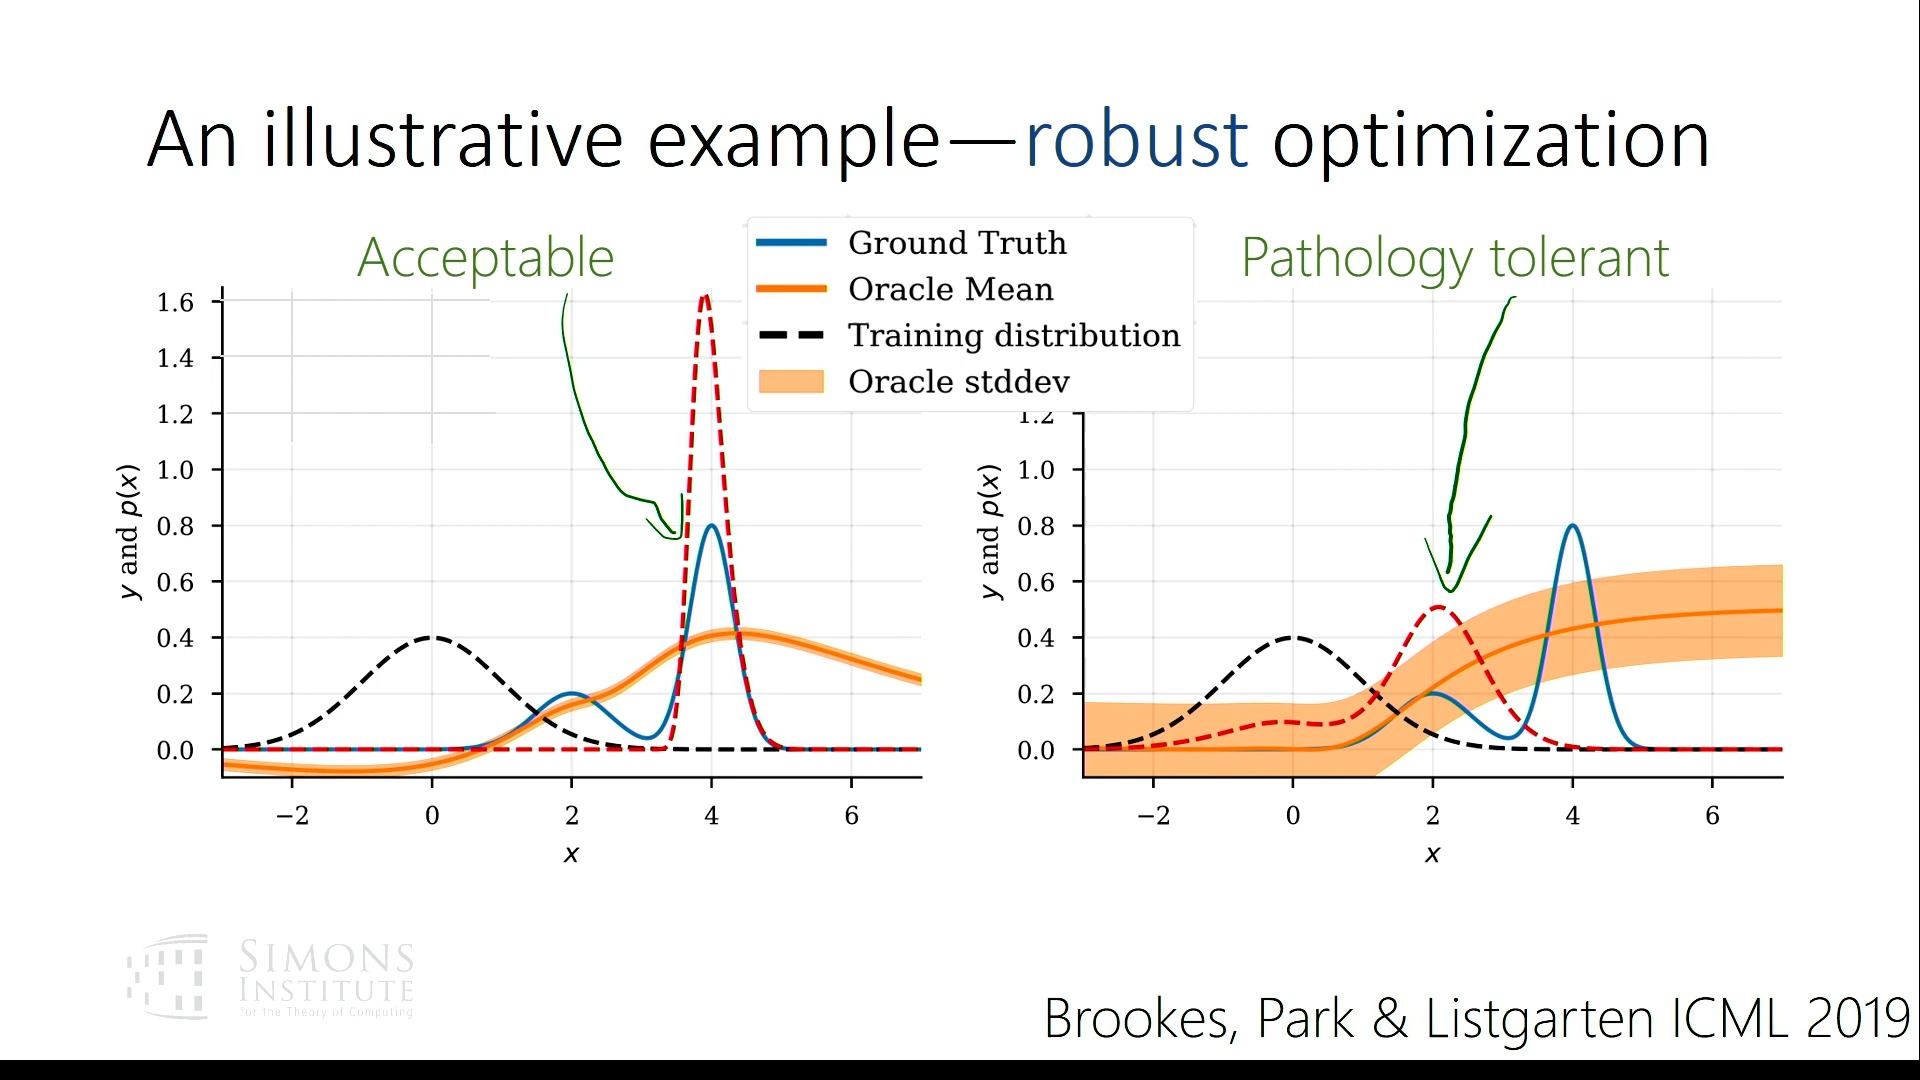 An illustrative example—robust optimization
Acceptable
Pathology tolerant
Ground Truth
Oracle Mean
Training distribution
Oracle stddev
y and p(x)
1.6
1.4
1.2
1.0
0.8
0.6
0.4
0.2
0.0
−2 0 2 4 6
x
y and p(x)
1.2
1.0
0.8
0.6
0.4
0.2
0.0
−2 0 2 4 6
x
SIMONS
INSTITUTE
for the Theory of Computing
Brookes, Park & Listgarten ICML 2019